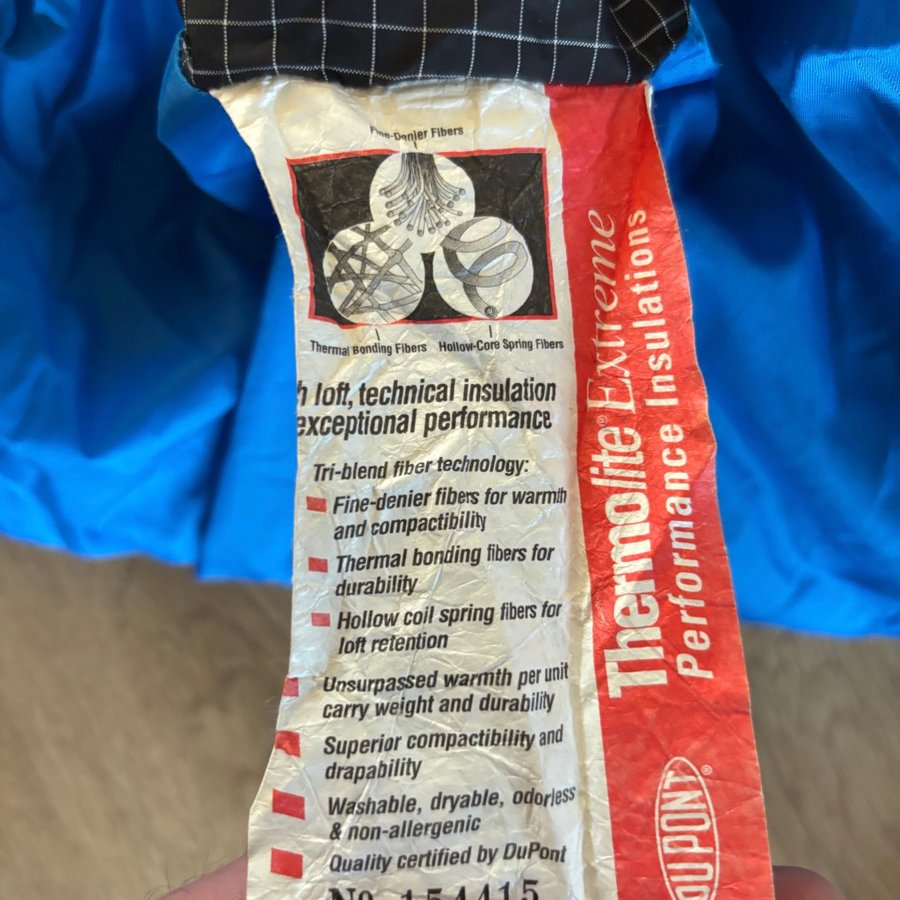 Fine-Denier Fibers
Thermal Bonding Fibers Hollow-Core Spring Fibers
h loft, technical insulation
exceptional performance
Tri-blend fiber technology:
Fine-denier fibers for warmth
and compactibility
Thermal bonding fibers for
durability
Hollow coil spring fibers for
loft retention
Unsurpassed warmth per unit
carry weight and durability
Superior compactibility and
drapability
Washable, dryable, odorless
& non-allergenic
Quality certified by DuPont
No 154415
Thermolite® Extreme
Performance Insulations
DUPONT®